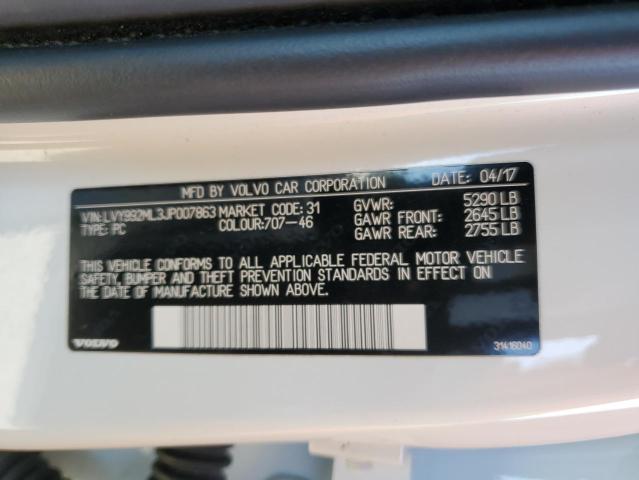 MFD BY VOLVO CAR CORPORATION DATE: 04/17
VIN:LVY992ML3JP007863 MARKET CODE: 31 GVWR: 5290 LB
TYPE: PC COLOUR:707-46 GAWR FRONT: 2645 LB
GAWR REAR: 2755 LB
THIS VEHICLE CONFORMS TO ALL APPLICABLE FEDERAL MOTOR VEHICLE
SAFETY, BUMPER AND THEFT PREVENTION STANDARDS IN EFFECT ON
THE DATE OF MANUFACTURE SHOWN ABOVE.
VOLVO 31416040